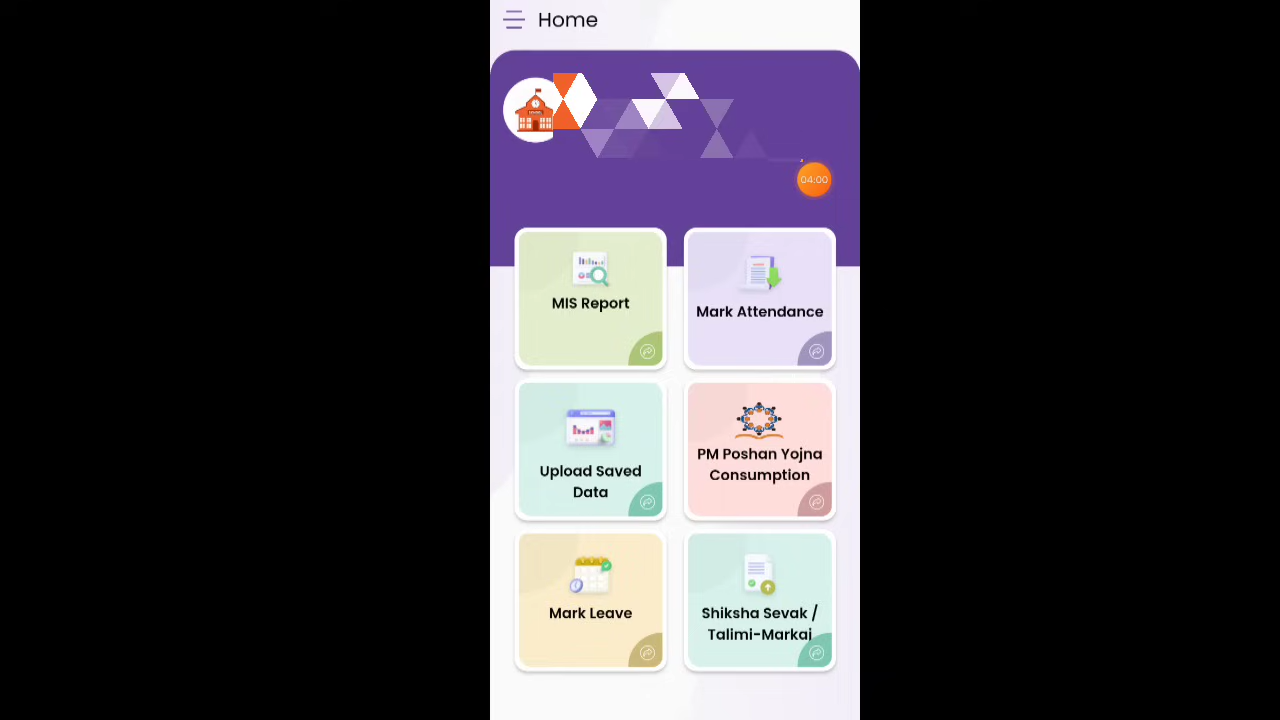 Home
04:00
MIS Report
Mark Attendance
Upload Saved
Data
PM Poshan Yojna
Consumption
Mark Leave
Shiksha Sevak /
Talimi-Markai